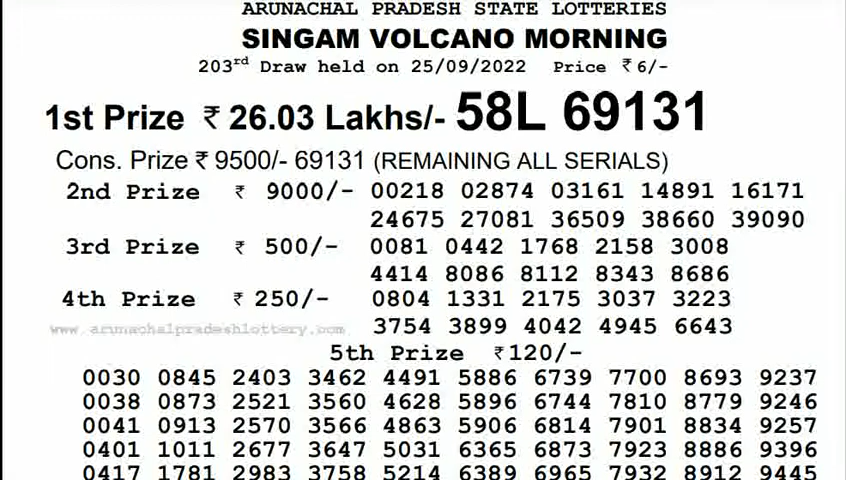 ARUNACHAL PRADESH STATE LOTTERIES
SINGAM VOLCANO MORNING
203rd Draw held on 25/09/2022 Price ₹ 6/-
1st Prize ₹ 26.03 Lakhs/- 58L 69131
Cons. Prize ₹ 9500/- 69131 (REMAINING ALL SERIALS)
2nd Prize ₹ 9000/- 00218 02874 03161 14891 16171
24675 27081 36509 38660 39090
3rd Prize ₹ 500/- 0081 0442 1768 2158 3008
4414 8086 8112 8343 8686
4th Prize ₹ 250/- 0804 1331 2175 3037 3223
www.arunachalpradeshlottery.com 3754 3899 4042 4945 6643
5th Prize ₹120/-
0030 0845 2403 3462 4491 5886 6739 7700 8693 9237
0038 0873 2521 3560 4628 5896 6744 7810 8779 9246
0041 0913 2570 3566 4863 5906 6814 7901 8834 9257
0401 1011 2677 3647 5031 6365 6873 7923 8886 9396
0417 1781 2983 3758 5214 6389 6965 7932 8912 9445